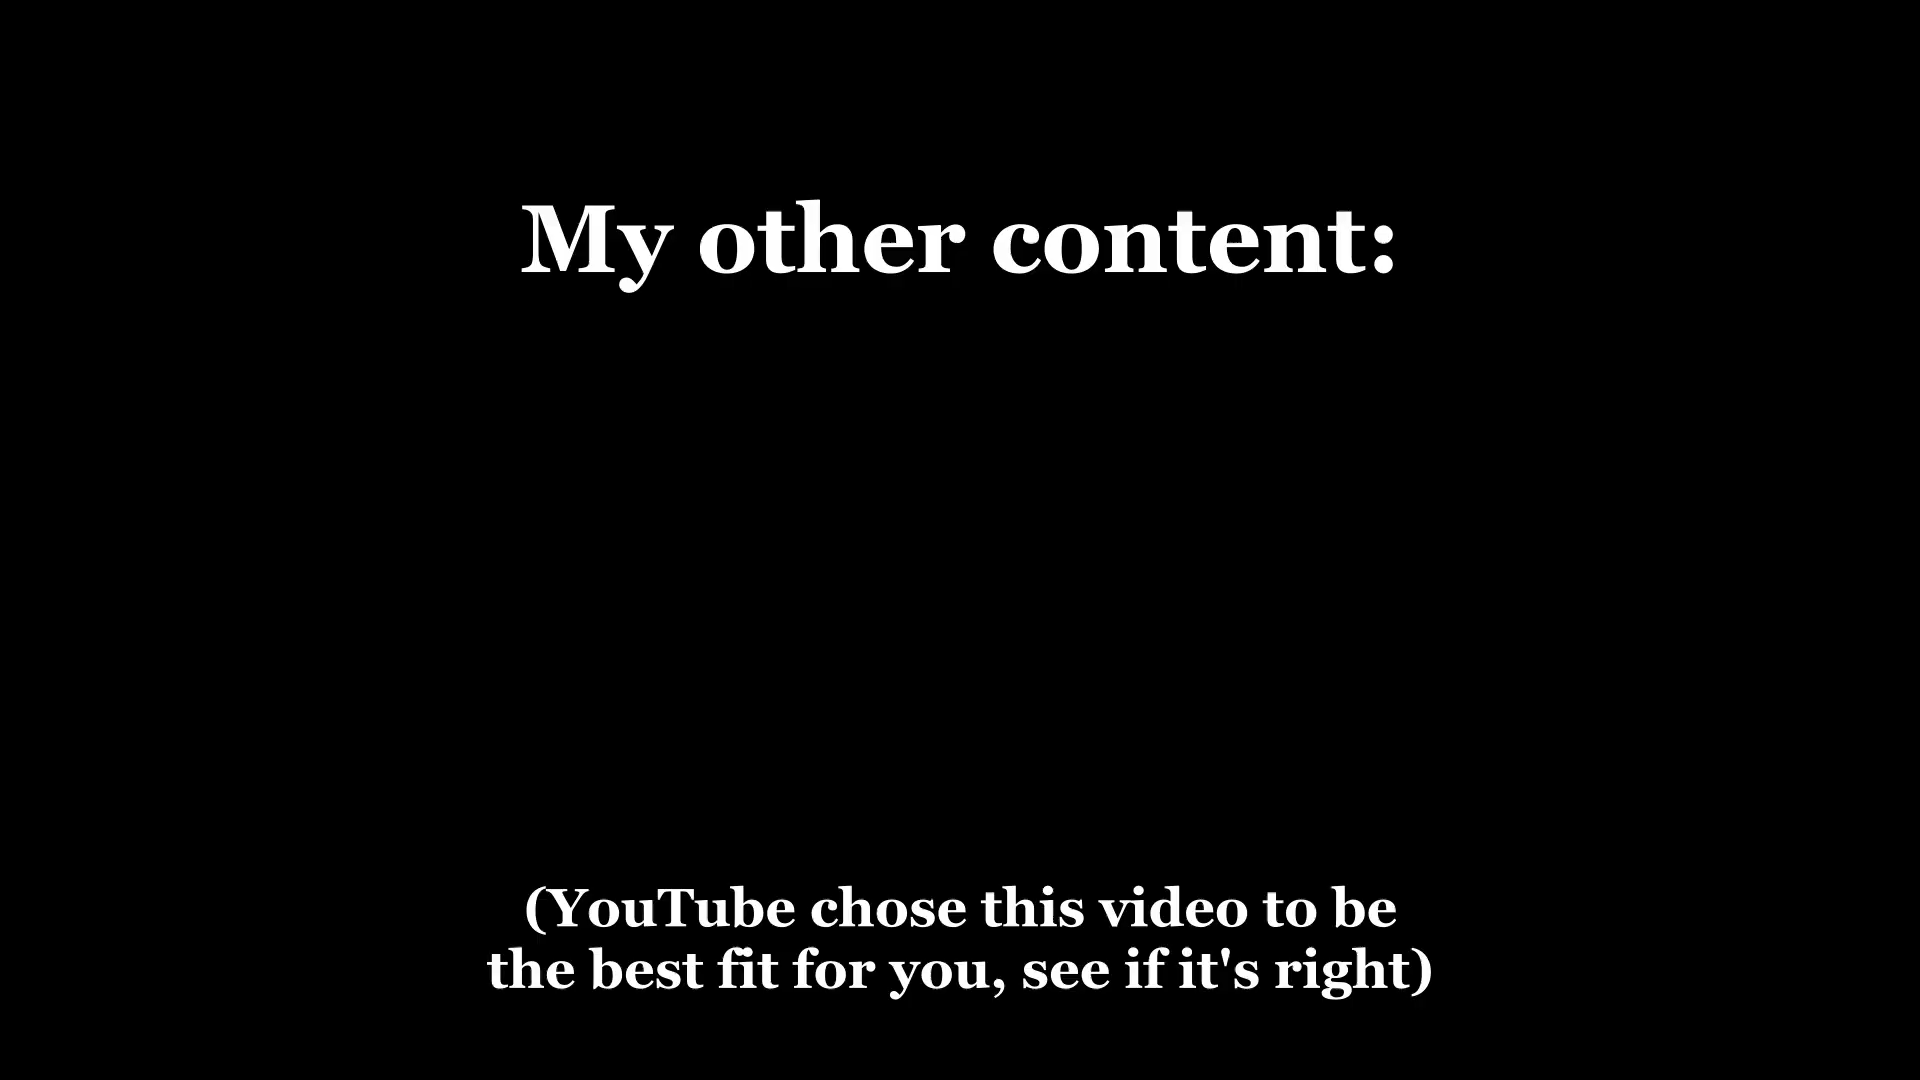 My other content:
(YouTube chose this video to be
the best fit for you, see if it's right)